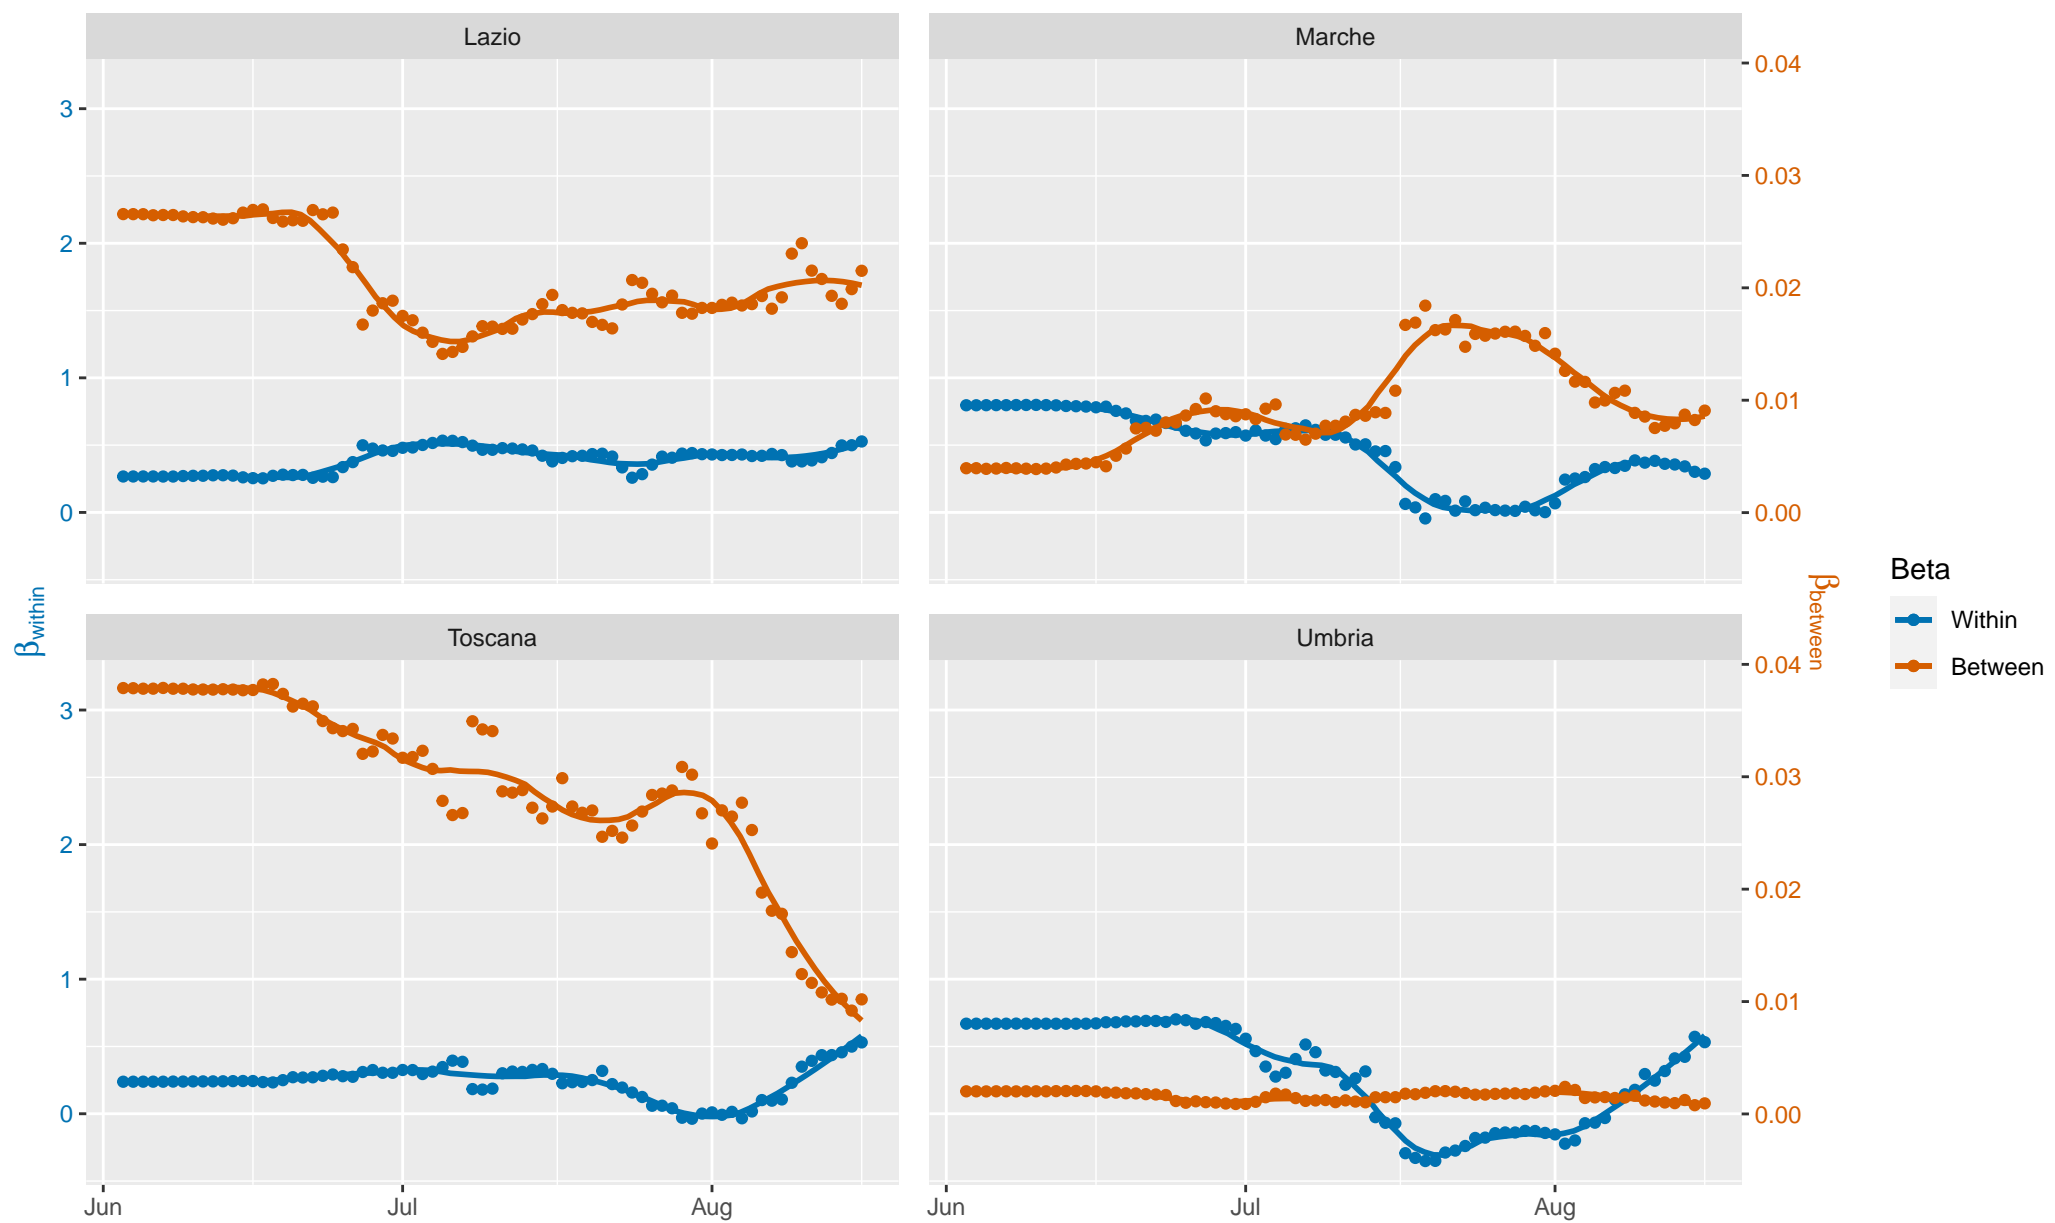 Lazio
Marche
3
2
1
0
0.04
0.03
0.02
0.01
0.00
βwithin
βbetween
Beta
Within
Between
Toscana
Umbria
3
2
1
0
0.04
0.03
0.02
0.01
0.00
Jun Jul Aug
Jun Jul Aug